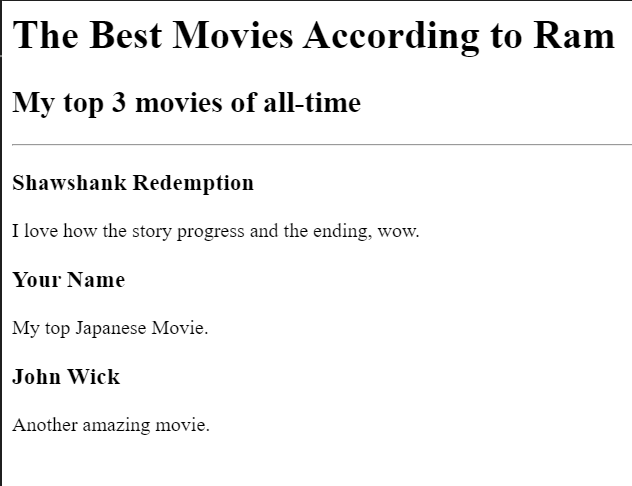 The Best Movies According to Ram
My top 3 movies of all-time
Shawshank Redemption
I love how the story progress and the ending, wow.
Your Name
My top Japanese Movie.
John Wick
Another amazing movie.